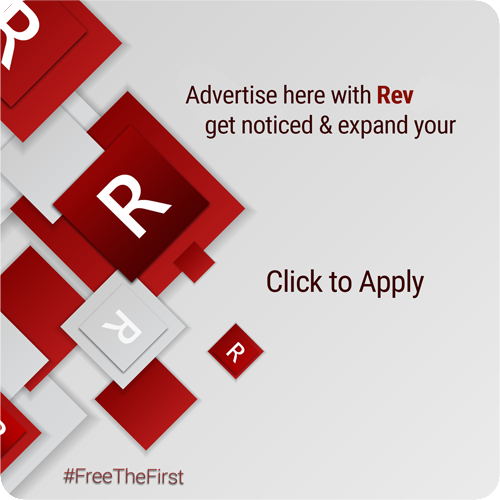 R
Advertise here with Rev
get noticed & expand your
R
Click to Apply
R
R
R
#FreeTheFirst